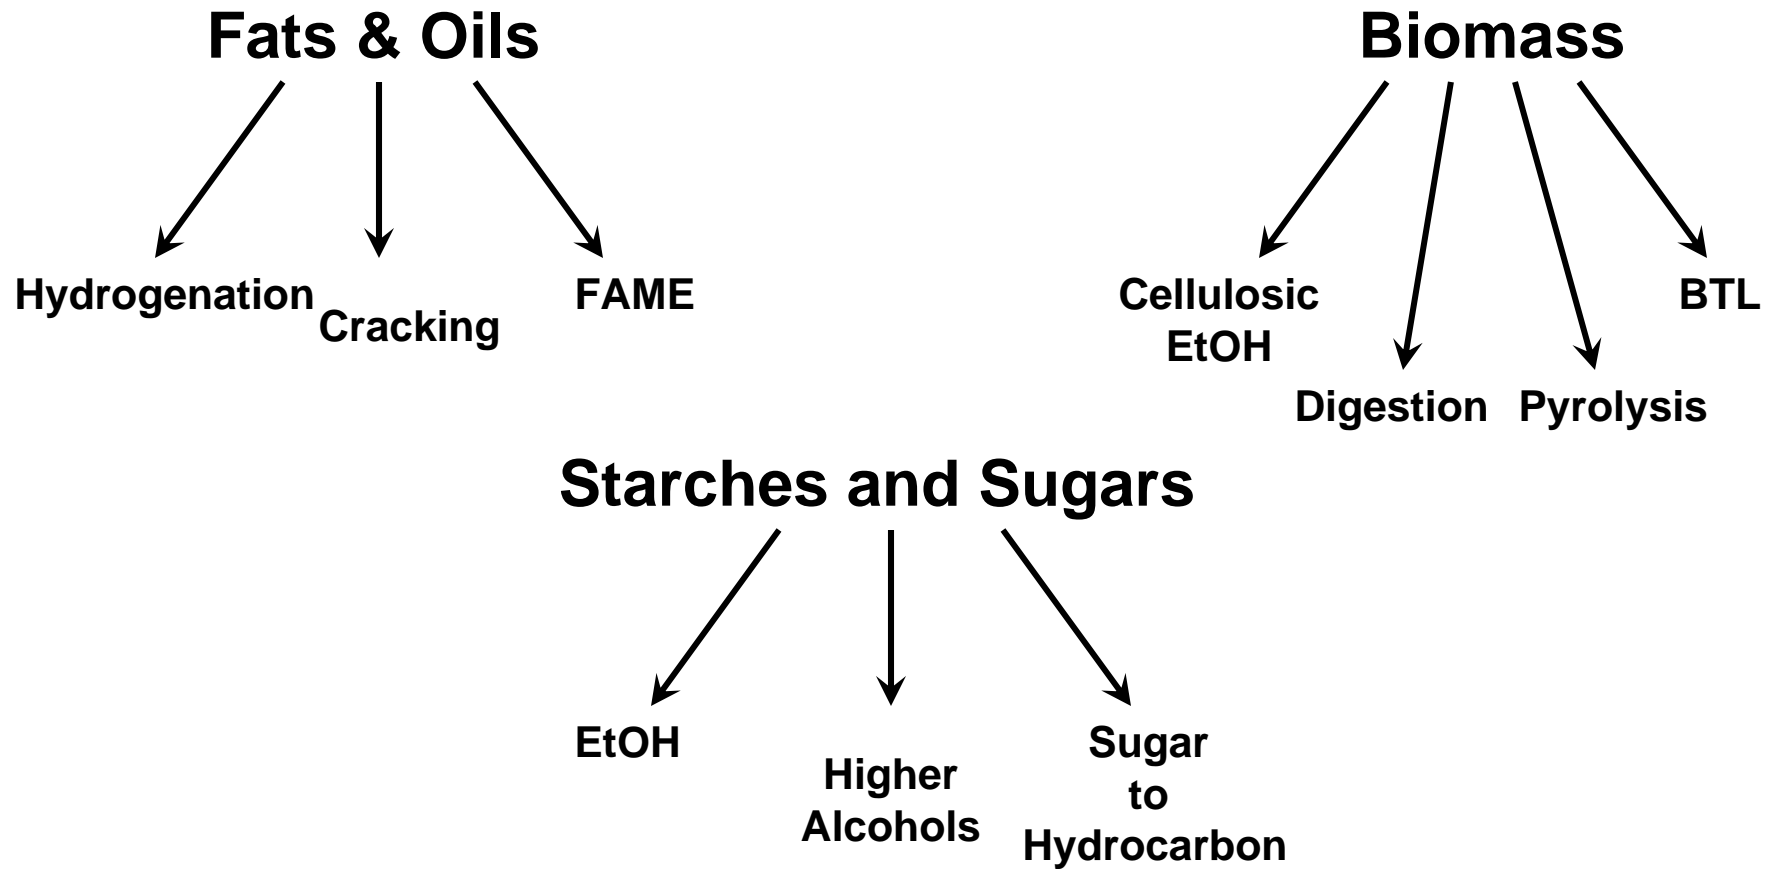 Fats & Oils
Biomass
Hydrogenation
Cracking
FAME
Cellulosic
EtOH
Digestion
Pyrolysis
BTL
Starches and Sugars
EtOH
Higher
Alcohols
Sugar
to
Hydrocarbon